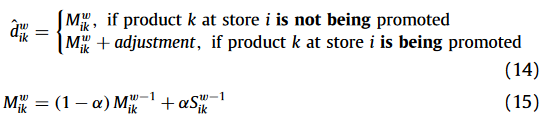 d̂ʷᵢₖ = { Mʷᵢₖ, if product k at store i is not being promoted
Mʷᵢₖ + adjustment, if product k at store i is being promoted
(14)
Mʷᵢₖ = (1 − α) Mʷ⁻¹ᵢₖ + αSʷ⁻¹ᵢₖ (15)